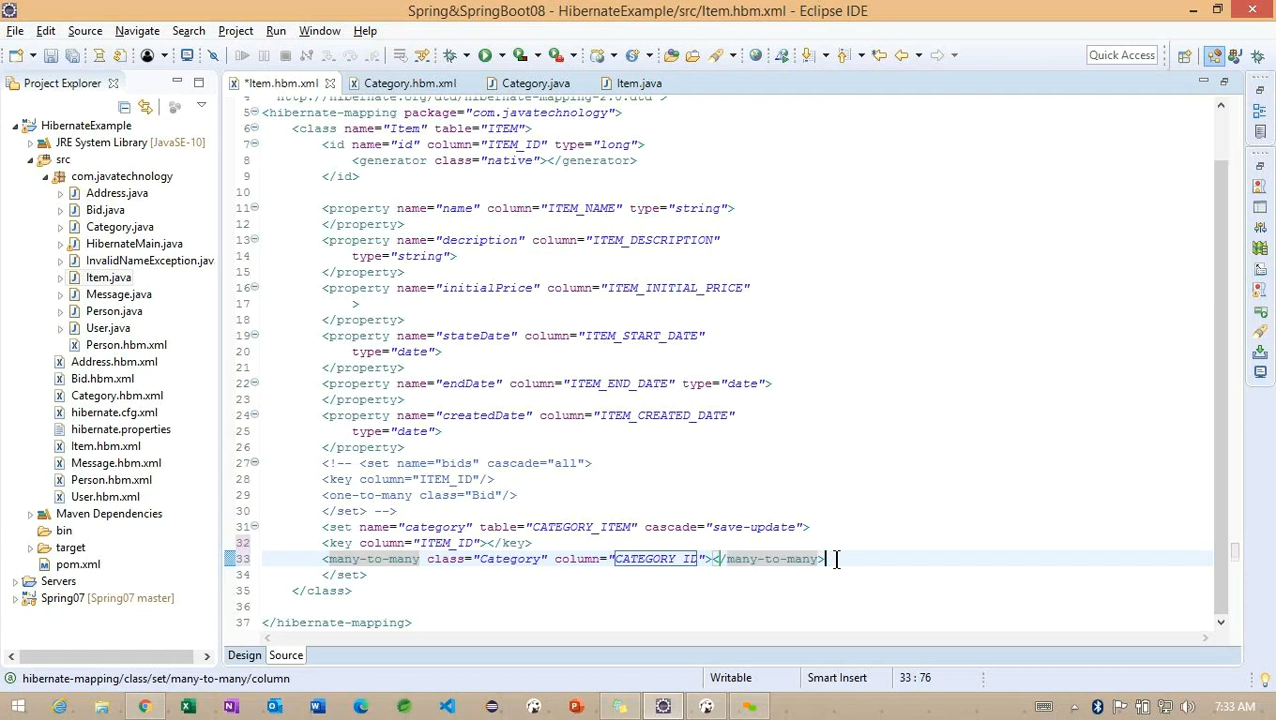 Spring&SpringBoot08 - HibernateExample/src/Item.hbm.xml - Eclipse IDE
File Edit Source Navigate Search Project Run Window Help
Quick Access
Project Explorer
*Item.hbm.xml Category.hbm.xml Category.java Item.java
HibernateExample
JRE System Library [JavaSE-10]
src
com.javatechnology
Address.java
Bid.java
Category.java
HibernateMain.java
InvalidNameException.jav
Item.java
Message.java
Person.java
User.java
Person.hbm.xml
Address.hbm.xml
Bid.hbm.xml
Category.hbm.xml
hibernate.cfg.xml
hibernate.properties
Item.hbm.xml
Message.hbm.xml
Person.hbm.xml
User.hbm.xml
Maven Dependencies
bin
target
pom.xml
Servers
Spring07 [Spring07 master]
4 "http://hibernate.org/dtd/hibernate-mapping-2.0.dtd">
5 <hibernate-mapping package="com.javatechnology">
6 <class name="Item" table="ITEM">
7 <id name="id" column="ITEM_ID" type="long">
8 <generator class="native"></generator>
9 </id>
10
11 <property name="name" column="ITEM_NAME" type="string">
12 </property>
13 <property name="decription" column="ITEM_DESCRIPTION"
14 type="string">
15 </property>
16 <property name="initialPrice" column="ITEM_INITIAL_PRICE"
17 >
18 </property>
19 <property name="stateDate" column="ITEM_START_DATE"
20 type="date">
21 </property>
22 <property name="endDate" column="ITEM_END_DATE" type="date">
23 </property>
24 <property name="createdDate" column="ITEM_CREATED_DATE"
25 type="date">
26 </property>
27 <!-- <set name="bids" cascade="all">
28 <key column="ITEM_ID"/>
29 <one-to-many class="Bid"/>
30 </set> -->
31 <set name="category" table="CATEGORY_ITEM" cascade="save-update">
32 <key column="ITEM_ID"></key>
33 <many-to-many class="Category" column="CATEGORY_ID"></many-to-many>
34 </set>
35 </class>
36
37 </hibernate-mapping>
Design Source
hibernate-mapping/class/set/many-to-many/column
Writable Smart Insert 33 : 76
7:33 AM